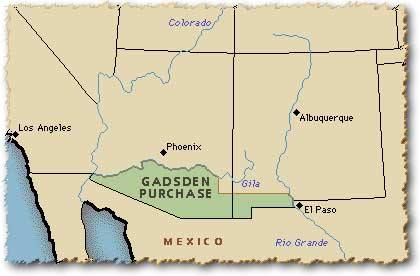 Colorado
Albuquerque
Los Angeles
Phoenix
GADSDEN
PURCHASE
Gila
El Paso
MEXICO
Rio Grande